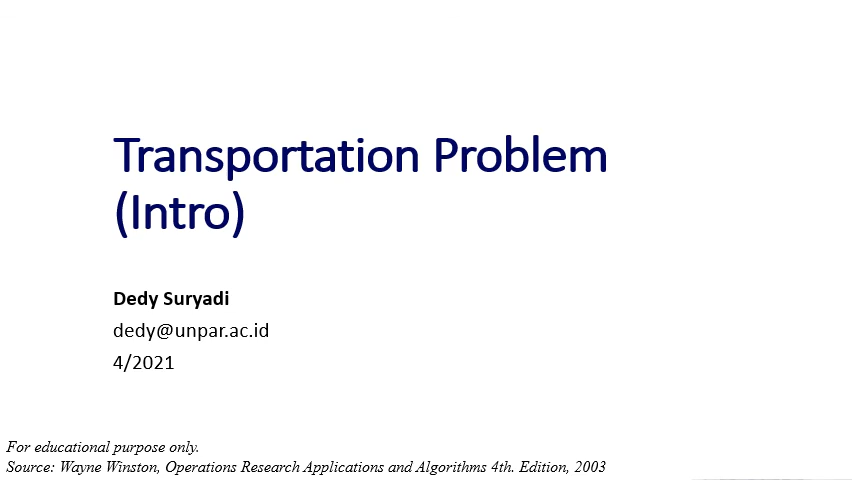 Transportation Problem
(Intro)
Dedy Suryadi
dedy@unpar.ac.id
4/2021
For educational purpose only.
Source: Wayne Winston, Operations Research Applications and Algorithms 4th. Edition, 2003